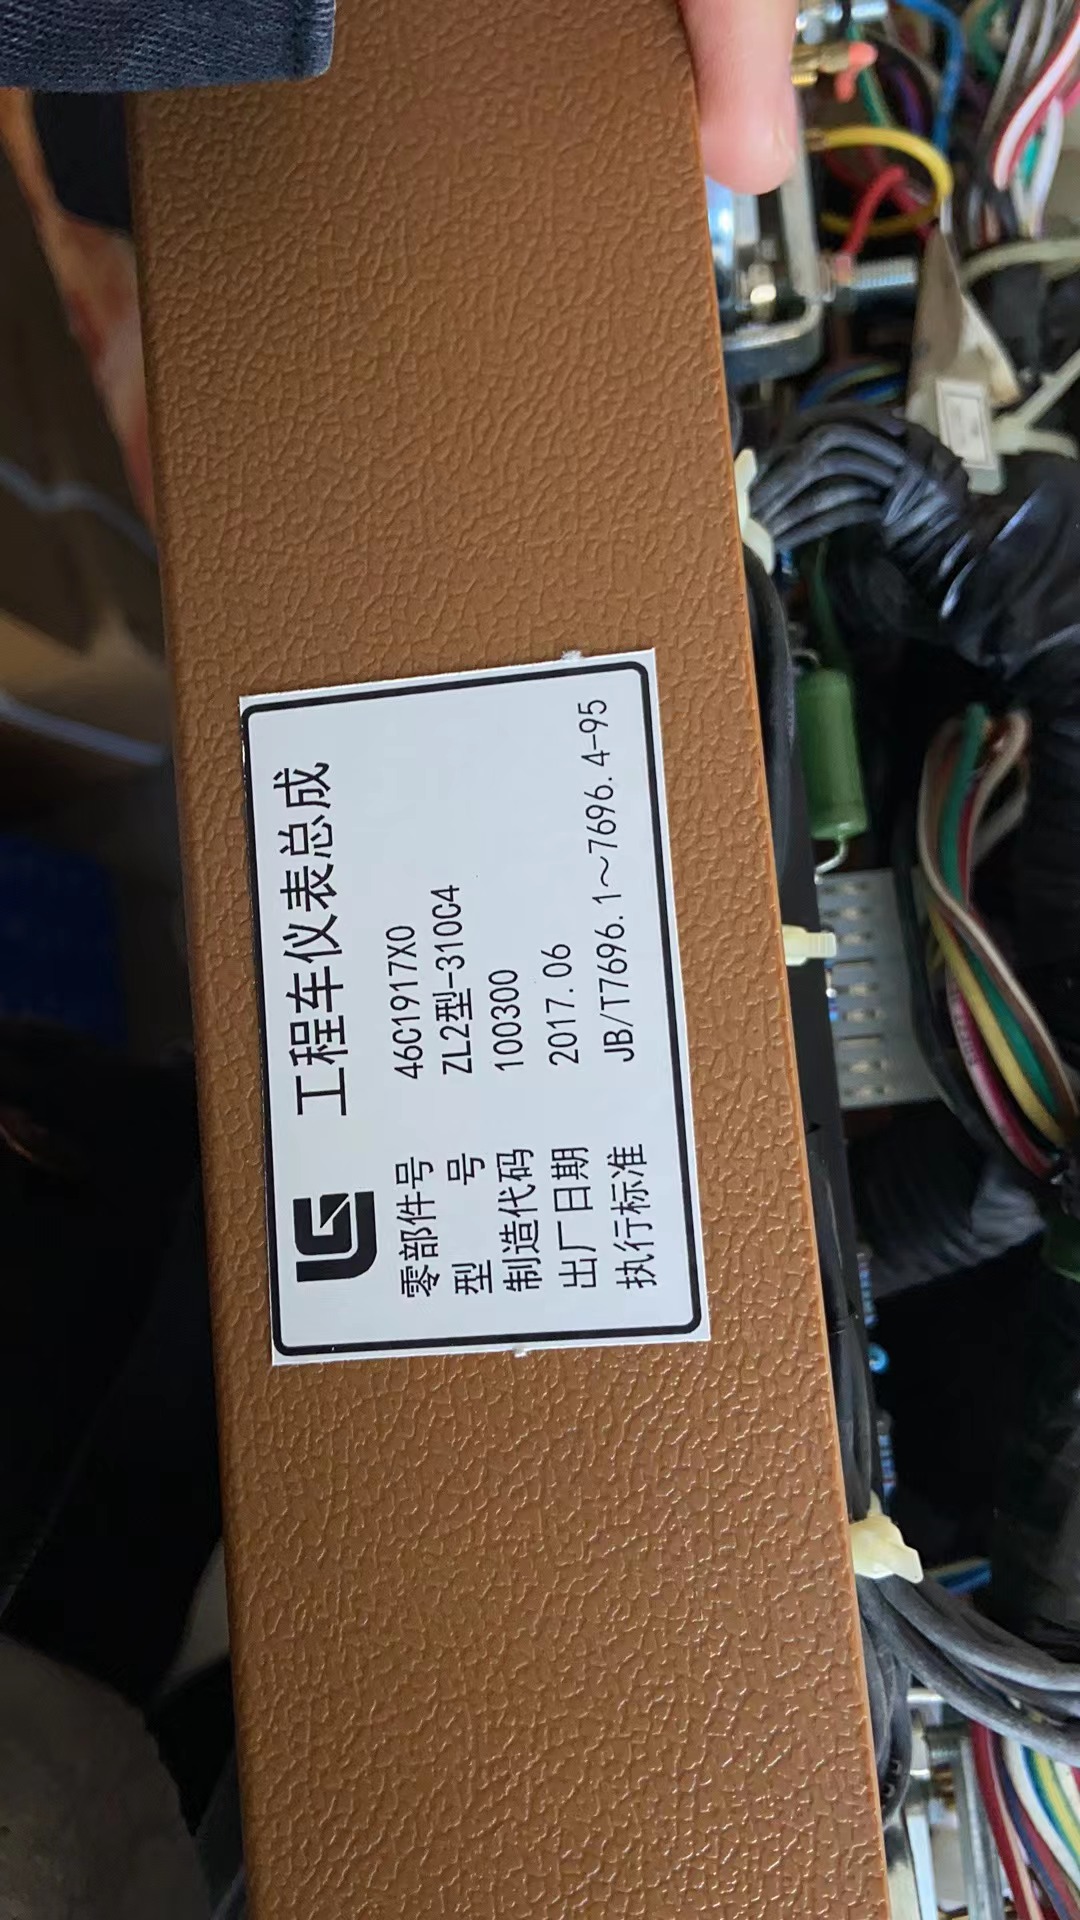 LG 工程车仪表总成
零部件号 46C1917X0
型 号 ZL2型-310C4
制造代码 100300
出厂日期 2017.06
执行标准 JB/T7696.1~7696.4-95